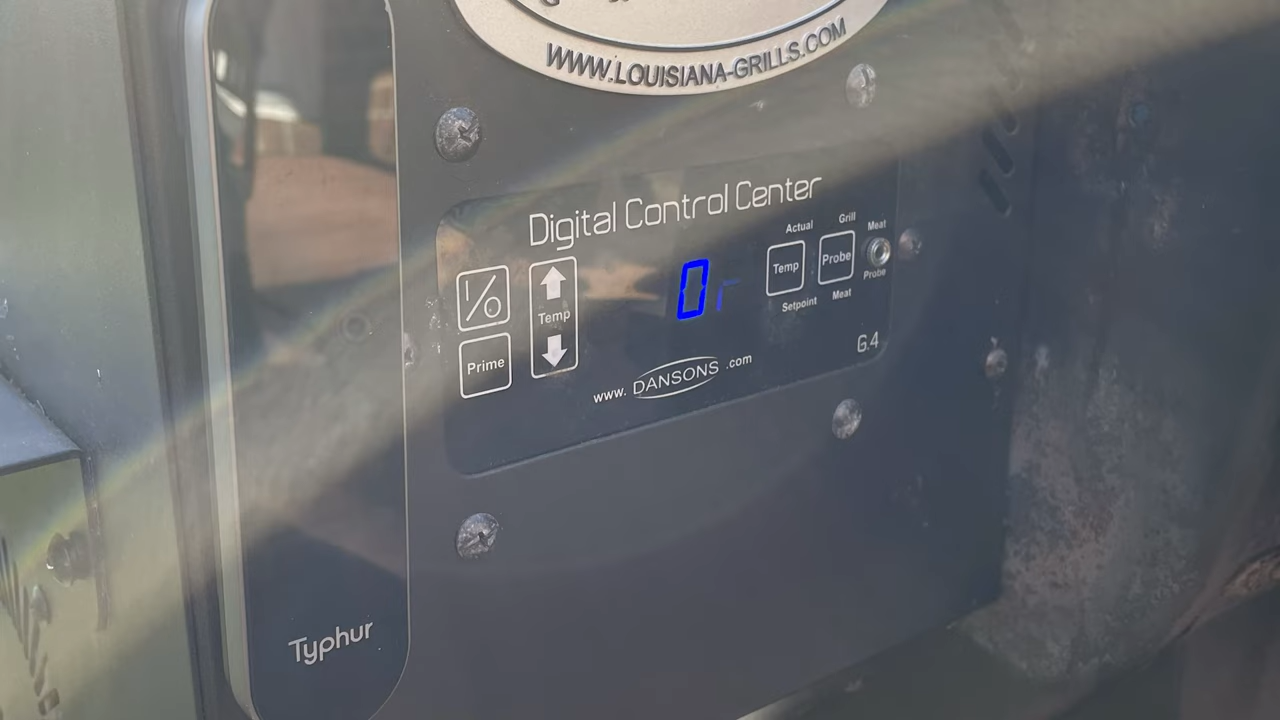 WWW.LOUISIANA-GRILLS.COM
Digital Control Center
Actual
Grill
Meat
Temp
Probe
Probe
Setpoint
Meat
Temp
Prime
0r
G.4
www. DANSONS .com
Typhur